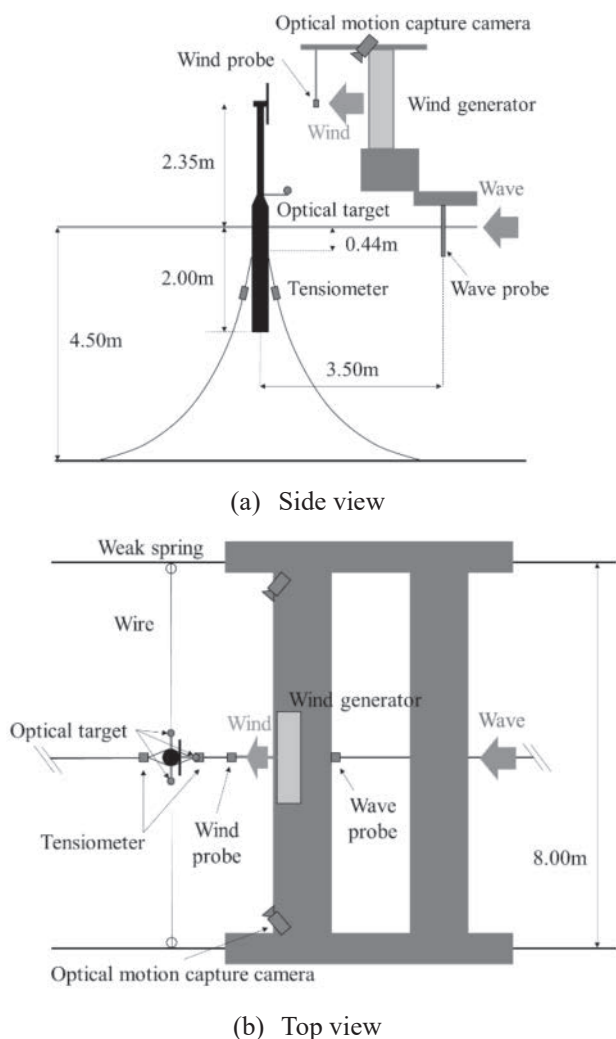 Optical motion capture camera
Wind probe
Wind generator
Wind
2.35m
Wave
Optical target
0.44m
2.00m
Tensiometer
Wave probe
4.50m
3.50m
(a) Side view
Weak spring
Wire
Wind generator
Optical target
Wind
Wave
Tensiometer
Wind
probe
Wave
probe
8.00m
Optical motion capture camera
(b) Top view